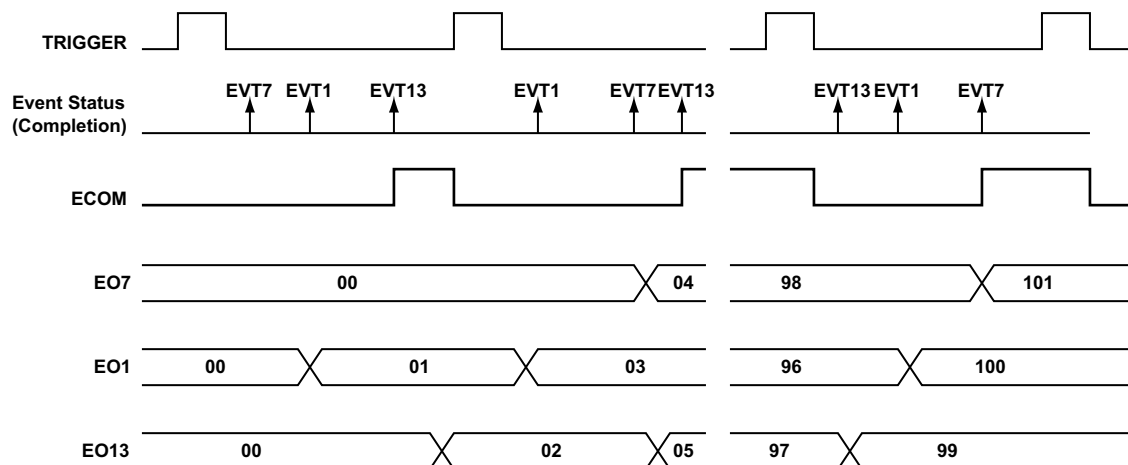 TRIGGER
EVT7 EVT1 EVT13 EVT1 EVT7 EVT13 EVT13 EVT1 EVT7
Event Status
(Completion)
ECOM
EO7 00 04 98 101
EO1 00 01 03 96 100
EO13 00 02 05 97 99